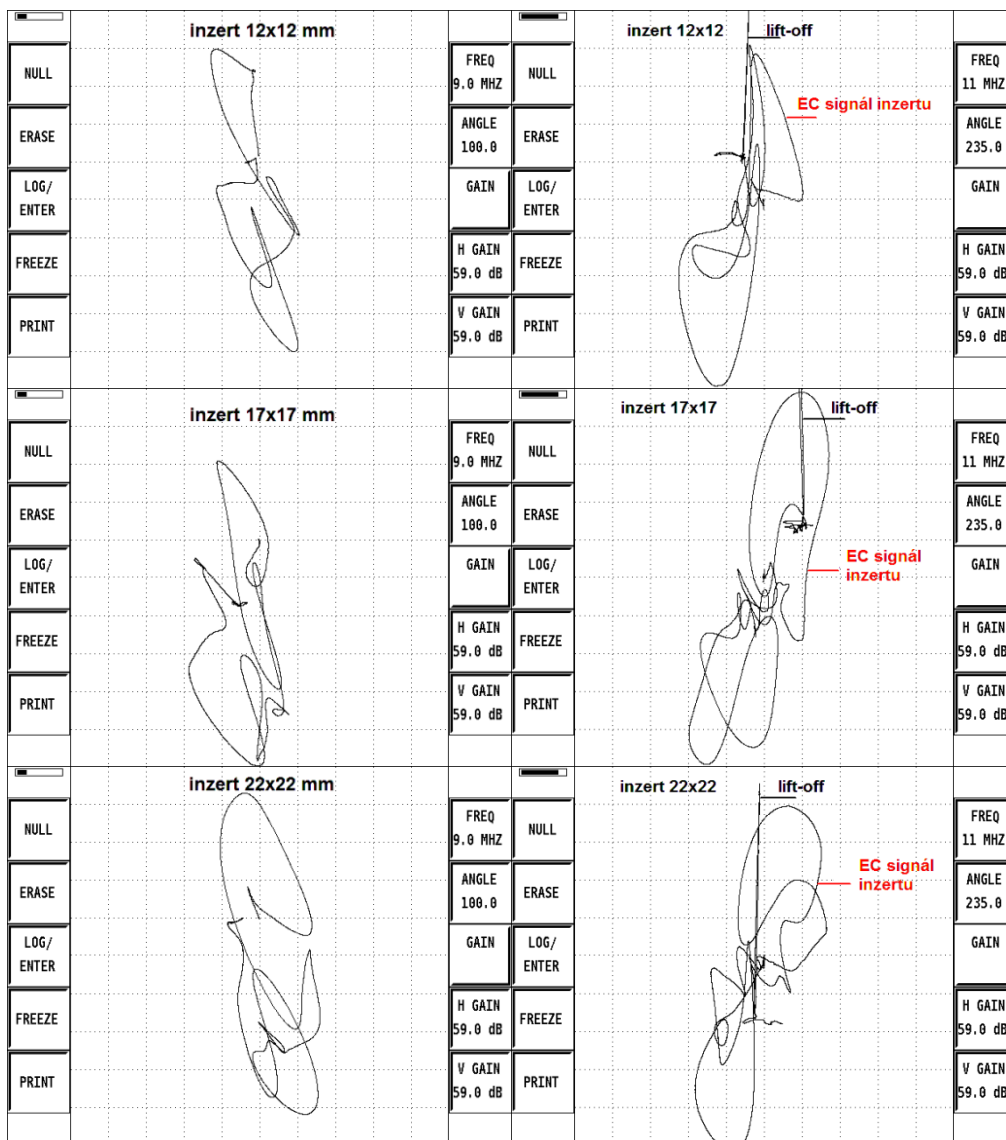 inzert 12x12 mm
NULL
ERASE
LOG/
ENTER
FREEZE
PRINT
FREQ
9.0 MHZ
ANGLE
100.0
GAIN
H GAIN
59.0 dB
V GAIN
59.0 dB
inzert 12x12
lift-off
EC signál inzertu
NULL
ERASE
LOG/
ENTER
FREEZE
PRINT
FREQ
11 MHZ
ANGLE
235.0
GAIN
H GAIN
59.0 dB
V GAIN
59.0 dB
inzert 17x17 mm
NULL
ERASE
LOG/
ENTER
FREEZE
PRINT
FREQ
9.0 MHZ
ANGLE
100.0
GAIN
H GAIN
59.0 dB
V GAIN
59.0 dB
inzert 17x17
lift-off
EC signál
inzertu
NULL
ERASE
LOG/
ENTER
FREEZE
PRINT
FREQ
11 MHZ
ANGLE
235.0
GAIN
H GAIN
59.0 dB
V GAIN
59.0 dB
inzert 22x22 mm
NULL
ERASE
LOG/
ENTER
FREEZE
PRINT
FREQ
9.0 MHZ
ANGLE
100.0
GAIN
H GAIN
59.0 dB
V GAIN
59.0 dB
inzert 22x22
lift-off
EC signál
inzertu
NULL
ERASE
LOG/
ENTER
FREEZE
PRINT
FREQ
11 MHZ
ANGLE
235.0
GAIN
H GAIN
59.0 dB
V GAIN
59.0 dB